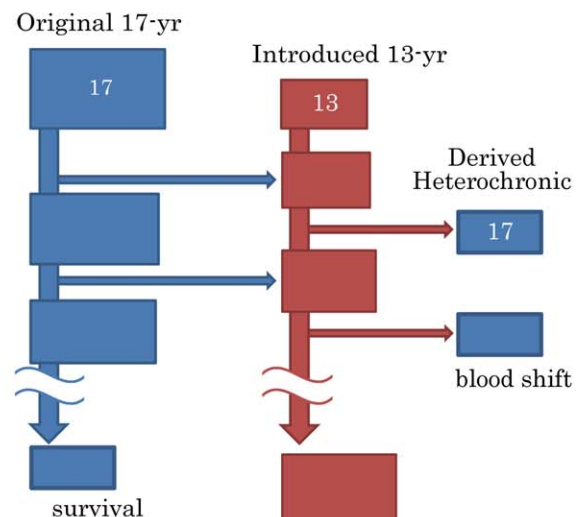 Original 17-yr
Introduced 13-yr
17
13
Derived
Heterochronic
17
blood shift
survival